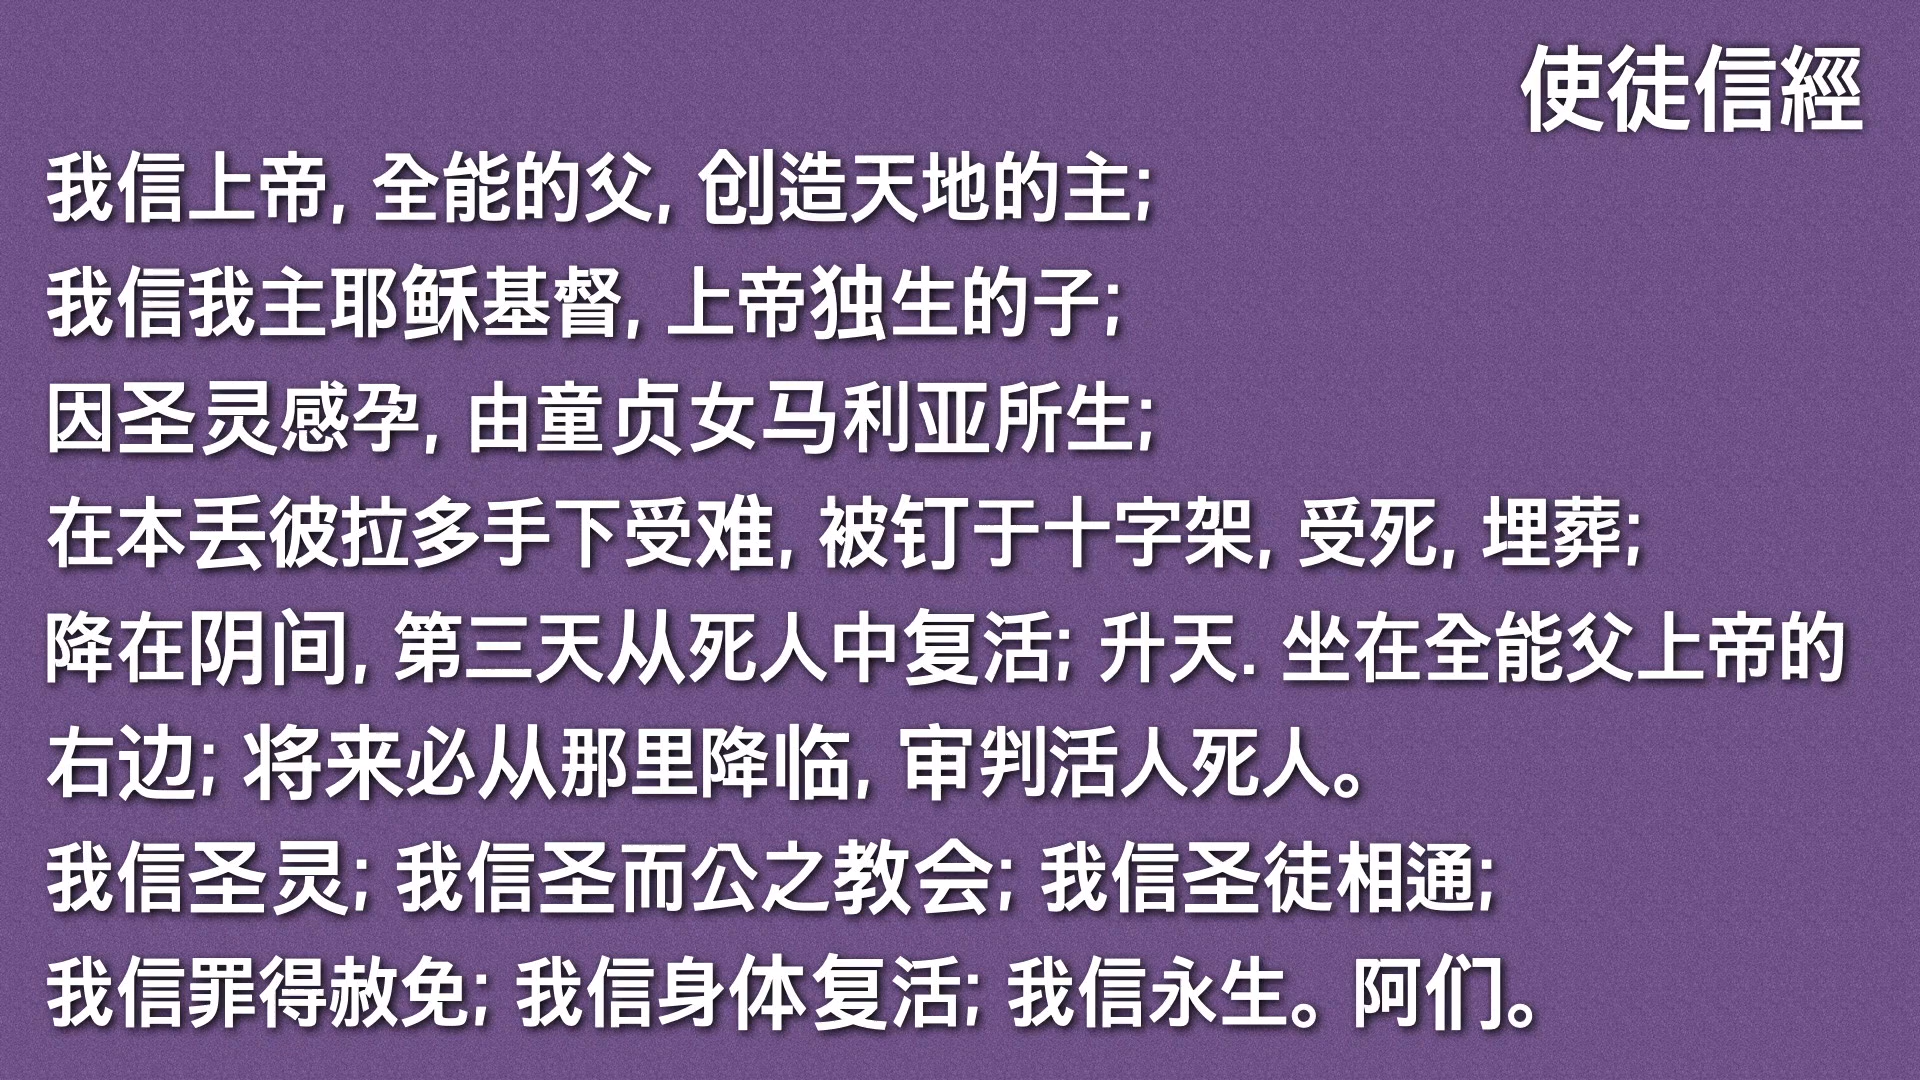 使徒信經
我信上帝, 全能的父, 创造天地的主;
我信我主耶稣基督, 上帝独生的子;
因圣灵感孕, 由童贞女马利亚所生;
在本丢彼拉多手下受难, 被钉于十字架, 受死, 埋葬;
降在阴间, 第三天从死人中复活; 升天. 坐在全能父上帝的
右边; 将来必从那里降临, 审判活人死人。
我信圣灵; 我信圣而公之教会; 我信圣徒相通;
我信罪得赦免; 我信身体复活; 我信永生。阿们。